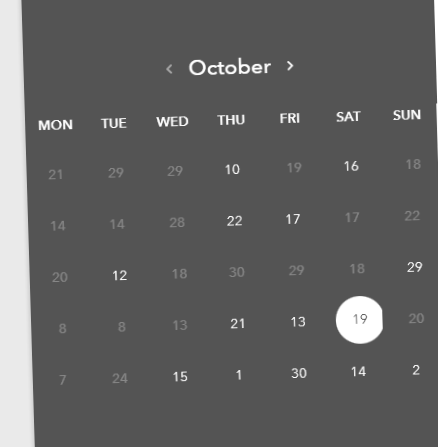 ‹ October ›
MON TUE WED THU FRI SAT SUN
21 29 29 10 19 16 18
14 14 28 22 17 17 22
20 12 18 30 29 18 29
8 8 13 21 13 19 20
7 24 15 1 30 14 2